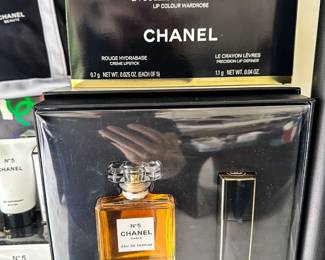 LIP COLOUR WARDROBE
CHANEL
ROUGE HYDRABASE
CRÈME LIPSTICK
LE CRAYON LÈVRES
PRECISION LIP DEFINER
0.7 g NET WT. 0.025 OZ. (EACH OF 5)
1.1 g NET WT. 0.04 OZ.
CHANEL
BEAUTÉ
N°5
CHANEL
N°5
N°5
CHANEL
PARIS
EAU DE PARFUM